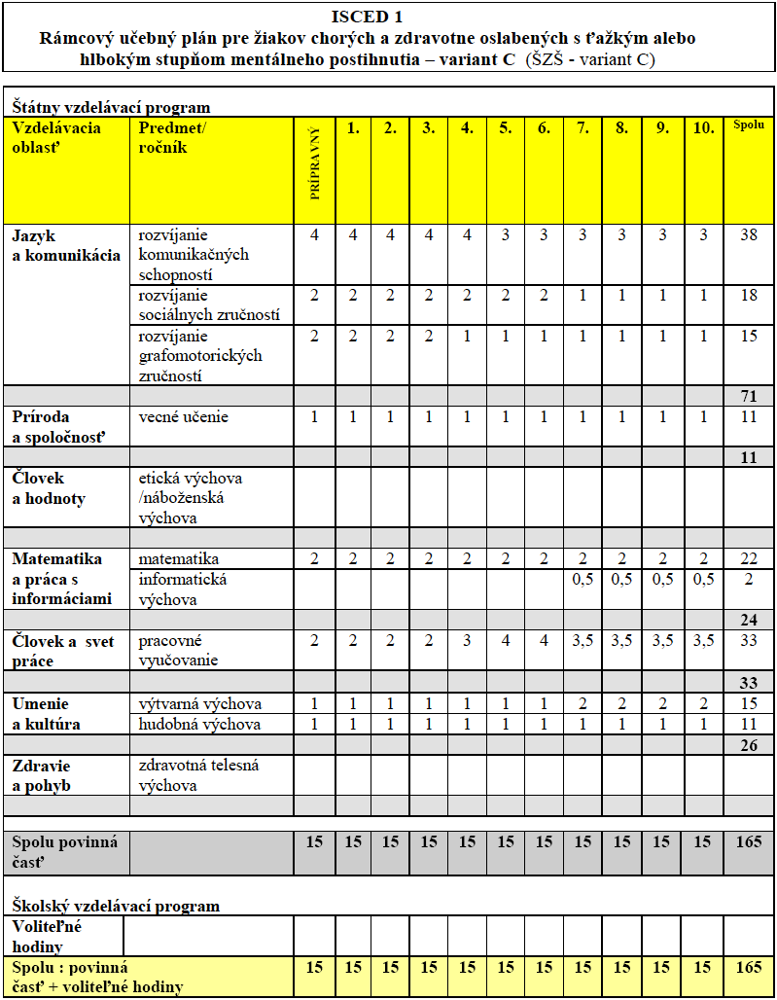 ISCED 1
Rámcový učebný plán pre žiakov chorých a zdravotne oslabených s ťažkým alebo
hlbokým stupňom mentálneho postihnutia – variant C (ŠZŠ - variant C)
Štátny vzdelávací program
Vzdelávacia oblasť Predmet/ ročník PRÍPRAVNÝ 1. 2. 3. 4. 5. 6. 7. 8. 9. 10. Spolu
Jazyk a komunikácia rozvíjanie komunikačných schopností 4 4 4 4 4 3 3 3 3 3 3 38
rozvíjanie sociálnych zručností 2 2 2 2 2 2 2 1 1 1 1 18
rozvíjanie grafomotorických zručností 2 2 2 2 1 1 1 1 1 1 1 15
71
Príroda a spoločnosť vecné učenie 1 1 1 1 1 1 1 1 1 1 1 11
11
Človek a hodnoty etická výchova /náboženská výchova
Matematika a práca s informáciami matematika 2 2 2 2 2 2 2 2 2 2 2 22
informatická výchova 0,5 0,5 0,5 0,5 2
24
Človek a svet práce pracovné vyučovanie 2 2 2 2 3 4 4 3,5 3,5 3,5 3,5 33
33
Umenie a kultúra výtvarná výchova 1 1 1 1 1 1 1 2 2 2 2 15
hudobná výchova 1 1 1 1 1 1 1 1 1 1 1 11
26
Zdravie a pohyb zdravotná telesná výchova
Spolu povinná časť 15 15 15 15 15 15 15 15 15 15 15 165
Školský vzdelávací program
Voliteľné hodiny
Spolu : povinná časť + voliteľné hodiny 15 15 15 15 15 15 15 15 15 15 15 165